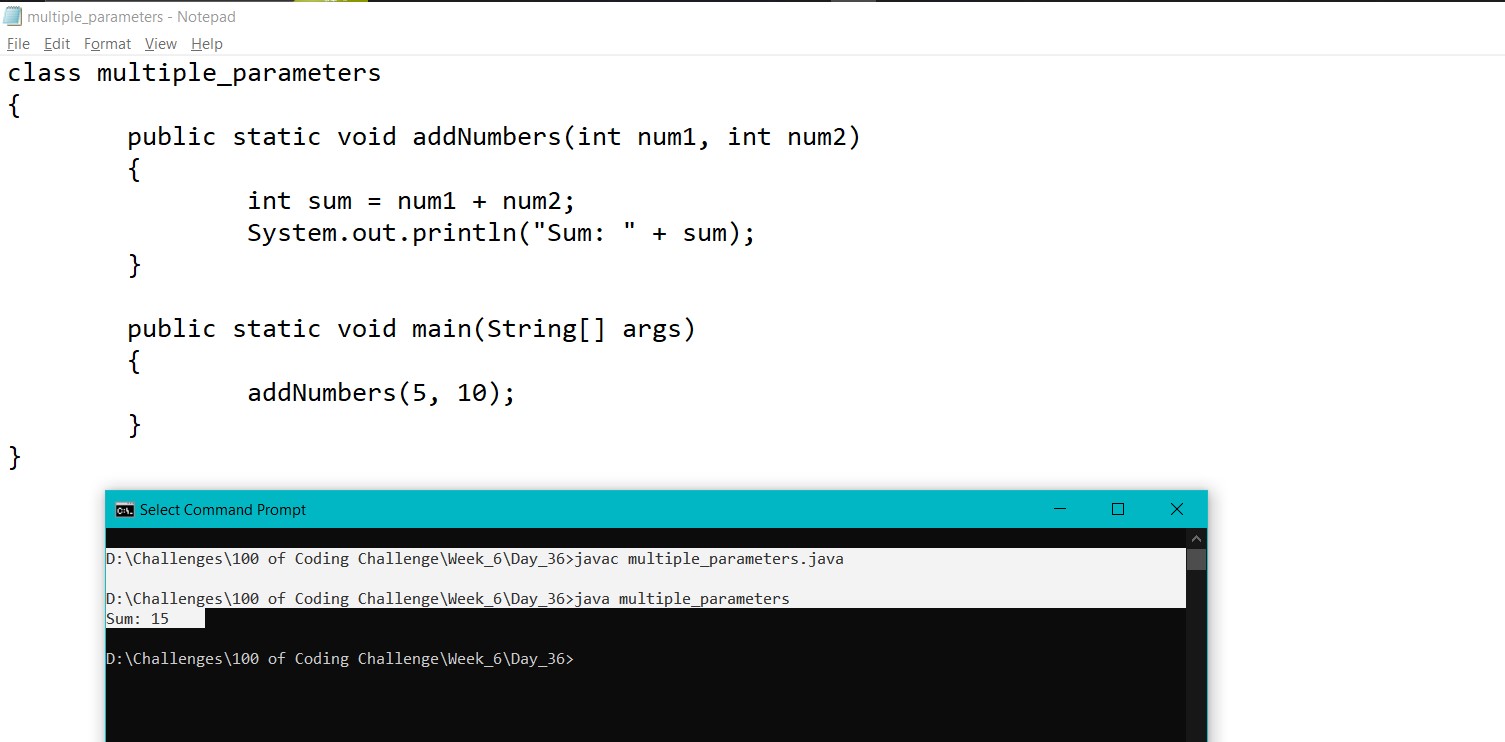 multiple_parameters - Notepad
File Edit Format View Help
class multiple_parameters
{
        public static void addNumbers(int num1, int num2)
        {
                int sum = num1 + num2;
                System.out.println("Sum: " + sum);
        }

        public static void main(String[] args)
        {
                addNumbers(5, 10);
        }
}
C:\. Select Command Prompt
D:\Challenges\100 of Coding Challenge\Week_6\Day_36>javac multiple_parameters.java

D:\Challenges\100 of Coding Challenge\Week_6\Day_36>java multiple_parameters
Sum: 15

D:\Challenges\100 of Coding Challenge\Week_6\Day_36>